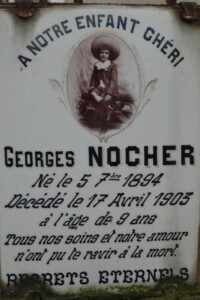 A NOTRE ENFANT CHÉRI
GEORGES NOCHER
Né le 5 7bre 1894
Décédé le 17 Avril 1903
à l'âge de 9 ans
Tous nos soins et notre amour
n'ont pu le ravir à la mort.
REGRETS ETERNELS